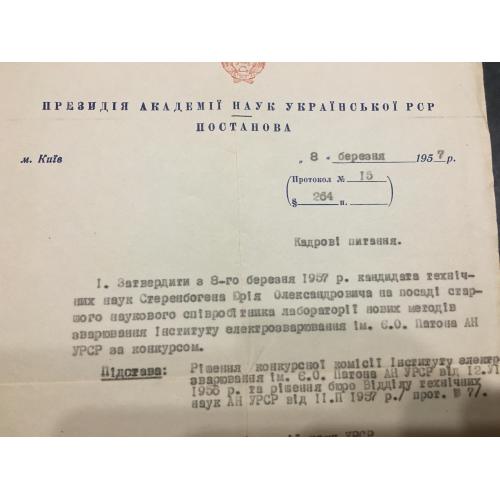 ПРЕЗИДІЯ АКАДЕМІЇ НАУК УКРАЇНСЬКОЇ РСР
ПОСТАНОВА
м. Київ
„ 8 “ березня 1957 р.
(Протокол № 15
§ 264 п. )
Кадрові питання.
I. Затвердити з 8-го березня 1957 р. кандидата техніч-
них наук Стеренбогена Юрія Олександровича на посаді стар-
шого наукового співробітника лабораторії нових методів
зварювання Інституту електрозварювання ім. Є.О. Патона АН
УРСР за конкурсом.
Підстава: Рішення конкурсної комісії Інституту електро
зварювання ім. Є.О. Патона АН УРСР від 12.УІ
1956 р. та рішення бюро Відділу технічних
наук АН УРСР від II.П 1957 р./ прот. № 7/.
УРСР